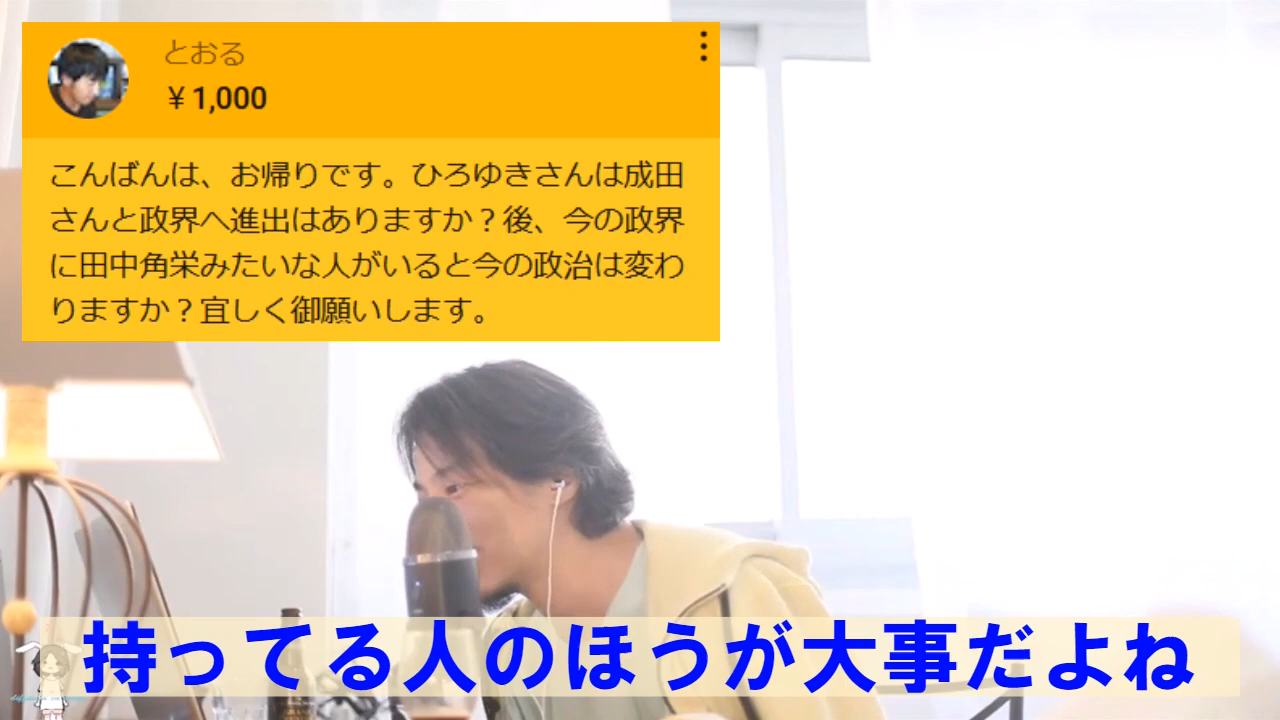 とおる
￥1,000
こんばんは、お帰りです。ひろゆきさんは成田
さんと政界へ進出はありますか？後、今の政界
に田中角栄みたいな人がいると今の政治は変わ
りますか？宜しく御願いします。
持ってる人のほうが大事だよね